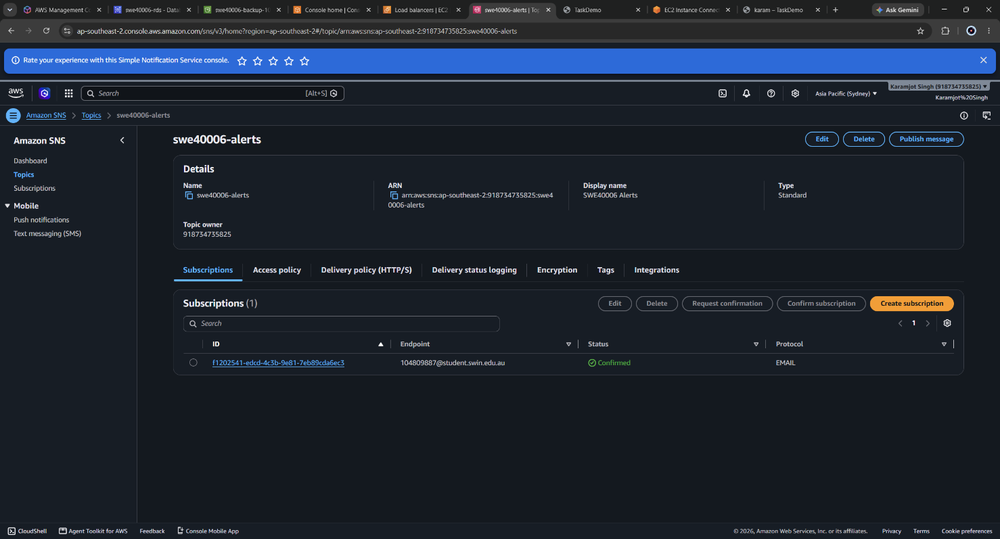 AWS Management Co
swe40006-rds - Datab
swe40006-backup-10
Console home | Cons
Load balancers | EC2
swe40006-alerts | Top
TaskDemo
EC2 Instance Connect
karam – TaskDemo
Ask Gemini
ap-southeast-2.console.aws.amazon.com/sns/v3/home?region=ap-southeast-2#/topic/arn:aws:sns:ap-southeast-2:918734735825:swe40006-alerts
Rate your experience with this Simple Notification Service console.
aws
Search
[Alt+S]
Asia Pacific (Sydney)
Karamjot Singh (918734735825)
Karamjot%20Singh
Amazon SNS
Topics
swe40006-alerts
Amazon SNS
Dashboard
Topics
Subscriptions
Mobile
Push notifications
Text messaging (SMS)
swe40006-alerts
Edit
Delete
Publish message
Details
Name
swe40006-alerts
ARN
arn:aws:sns:ap-southeast-2:918734735825:swe4
0006-alerts
Display name
SWE40006 Alerts
Type
Standard
Topic owner
918734735825
Subscriptions
Access policy
Delivery policy (HTTP/S)
Delivery status logging
Encryption
Tags
Integrations
Subscriptions (1)
Edit
Delete
Request confirmation
Confirm subscription
Create subscription
Search
1
ID
Endpoint
Status
Protocol
f1202541-edcd-4c3b-9e81-7eb89cda6ec3
104809887@student.swin.edu.au
Confirmed
EMAIL
CloudShell
Agent Toolkit for AWS
Feedback
Console Mobile App
© 2026, Amazon Web Services, Inc. or its affiliates.
Privacy
Terms
Cookie preferences